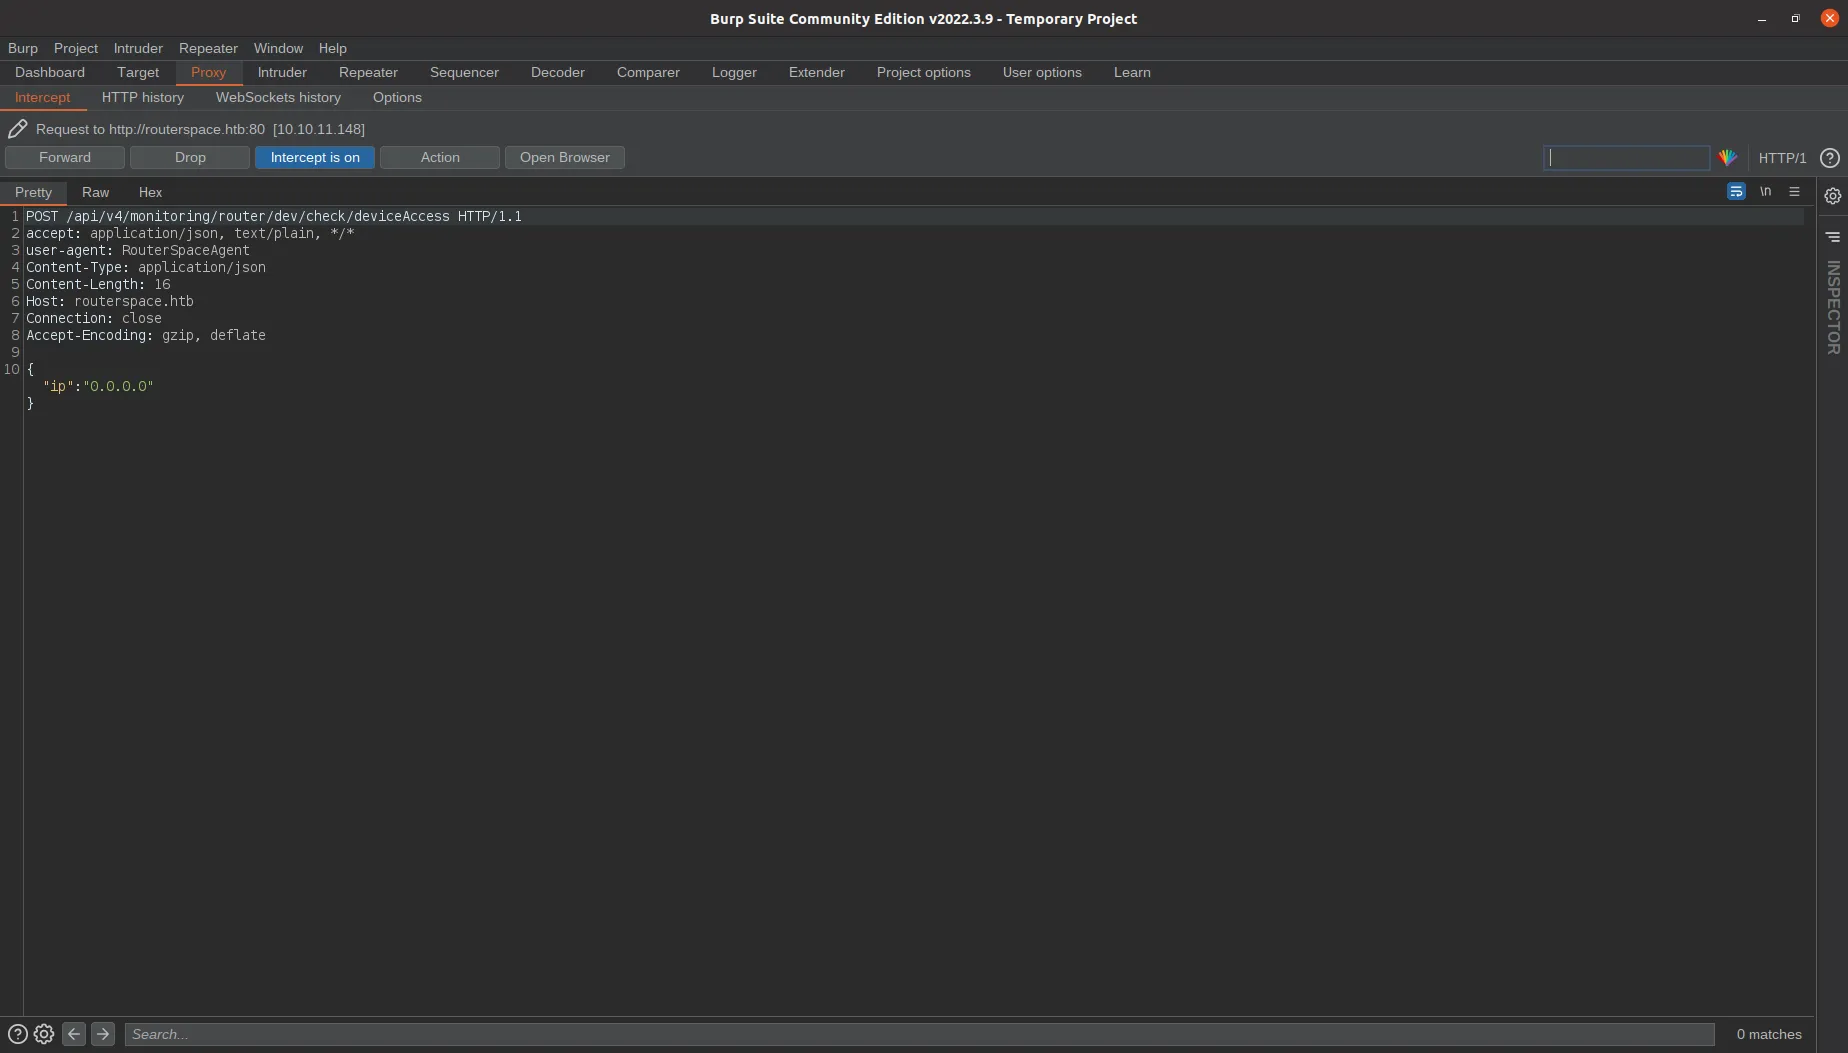 Burp Suite Community Edition v2022.3.9 - Temporary Project
Burp Project Intruder Repeater Window Help
Dashboard Target Proxy Intruder Repeater Sequencer Decoder Comparer Logger Extender Project options User options Learn
Intercept HTTP history WebSockets history Options
Request to http://routerspace.htb:80 [10.10.11.148]
Forward Drop Intercept is on Action Open Browser HTTP/1 ?
Pretty Raw Hex \n
1 POST /api/v4/monitoring/router/dev/check/deviceAccess HTTP/1.1
2 accept: application/json, text/plain, */*
3 user-agent: RouterSpaceAgent
4 Content-Type: application/json
5 Content-Length: 16
6 Host: routerspace.htb
7 Connection: close
8 Accept-Encoding: gzip, deflate
9
10 {
"ip":"0.0.0.0"
}
INSPECTOR
? Search... 0 matches